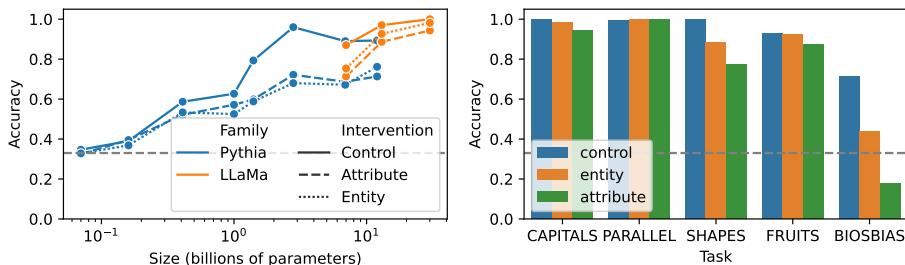 1.0
0.8
0.6
0.4
0.2
0.0
Accuracy
10⁻¹
10⁰
10¹
Size (billions of parameters)
Family
Pythia
LLaMa
Intervention
Control
Attribute
Entity
1.0
0.8
0.6
0.4
0.2
0.0
Accuracy
control
entity
attribute
CAPITALS PARALLEL SHAPES FRUITS BIOSBIAS
Task